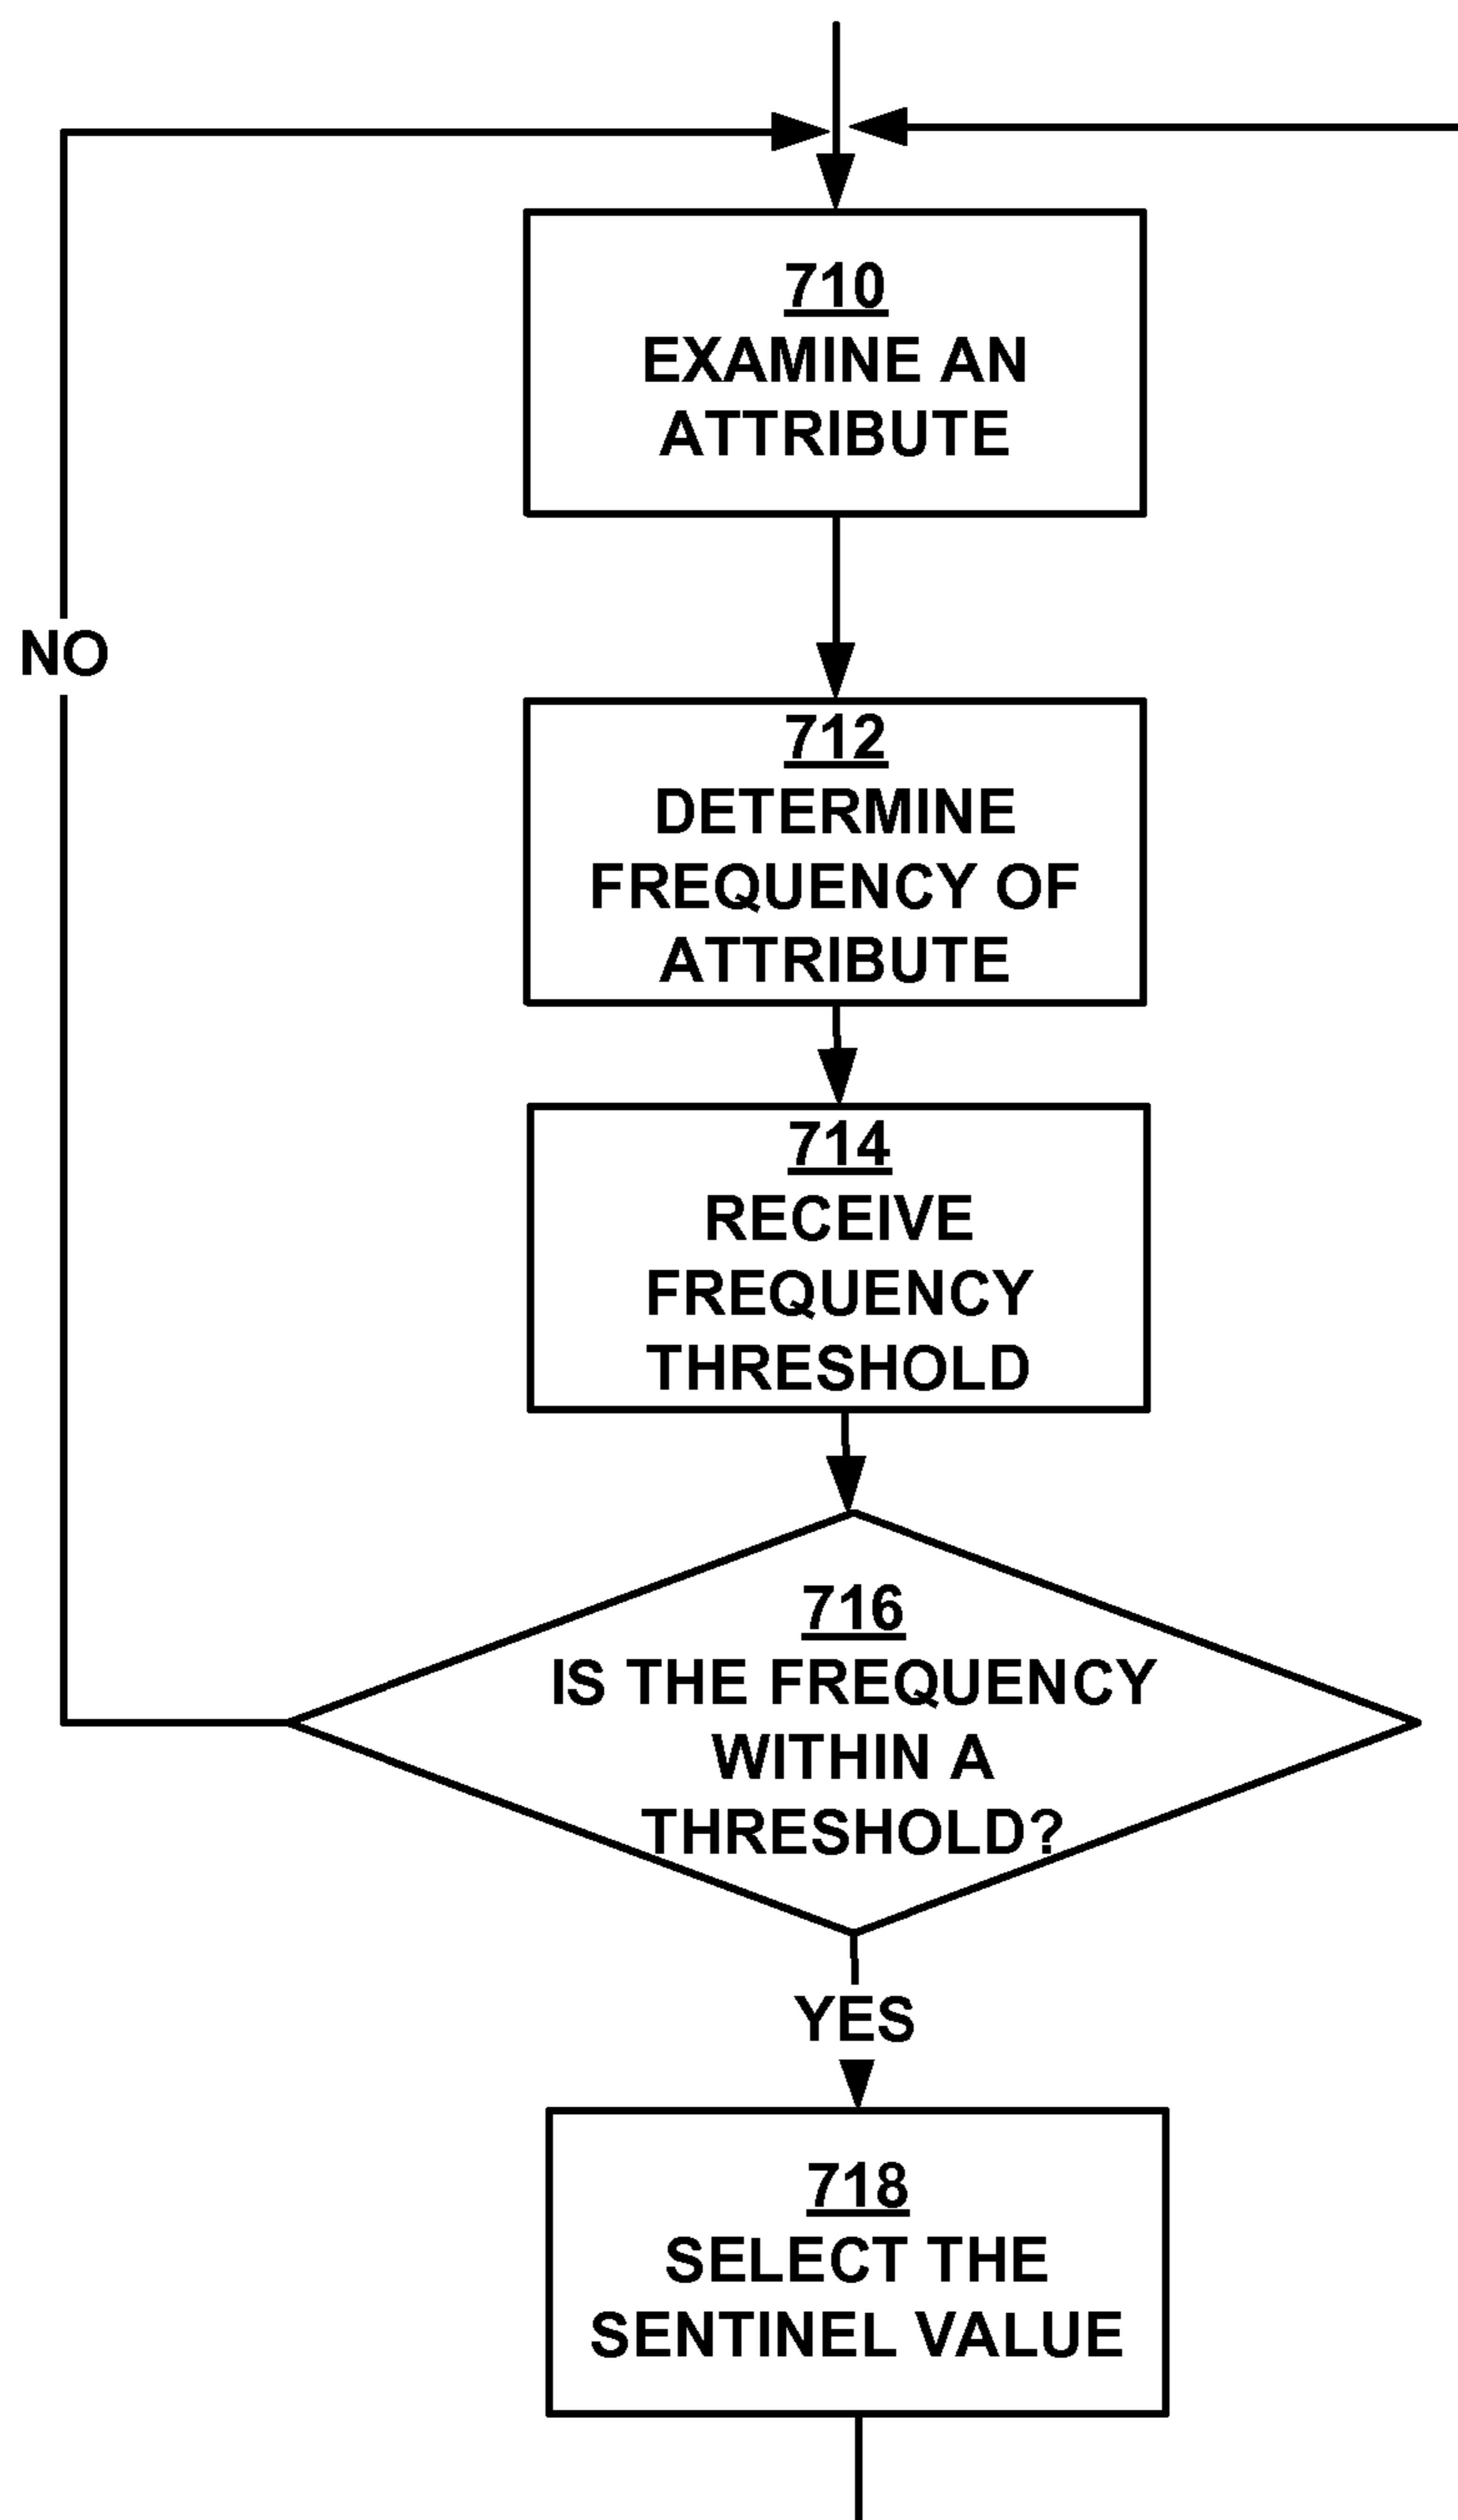 710
EXAMINE AN
ATTRIBUTE
NO
712
DETERMINE
FREQUENCY OF
ATTRIBUTE
714
RECEIVE
FREQUENCY
THRESHOLD
716
IS THE FREQUENCY
WITHIN A
THRESHOLD?
YES
718
SELECT THE
SENTINEL VALUE